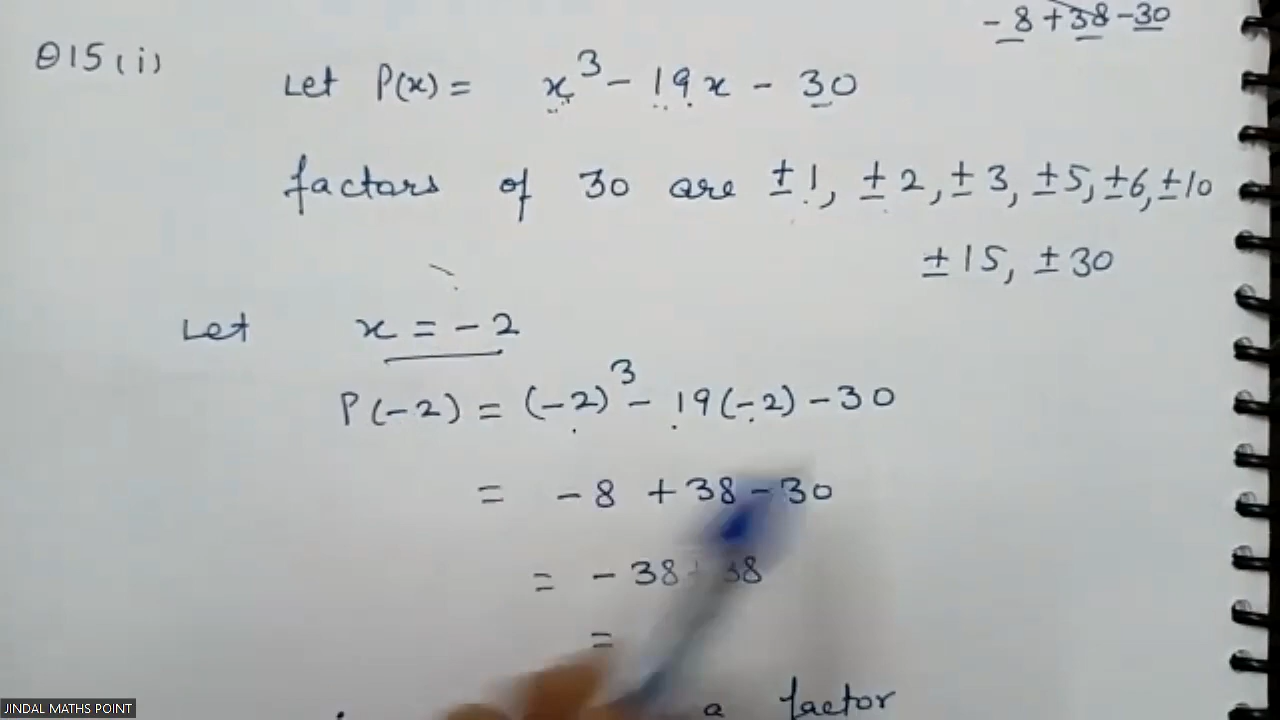 - 8 + 38 - 30
Q15 (i)
Let P(x) = x³ - 19x - 30
factors of 30 are ±1, ±2, ±3, ±5, ±6, ±10
±15, ±30
Let x = -2
P(-2) = (-2)³ - 19(-2) - 30
= -8 + 38 - 30
= -38 + 38
=
a factor
JINDAL MATHS POINT